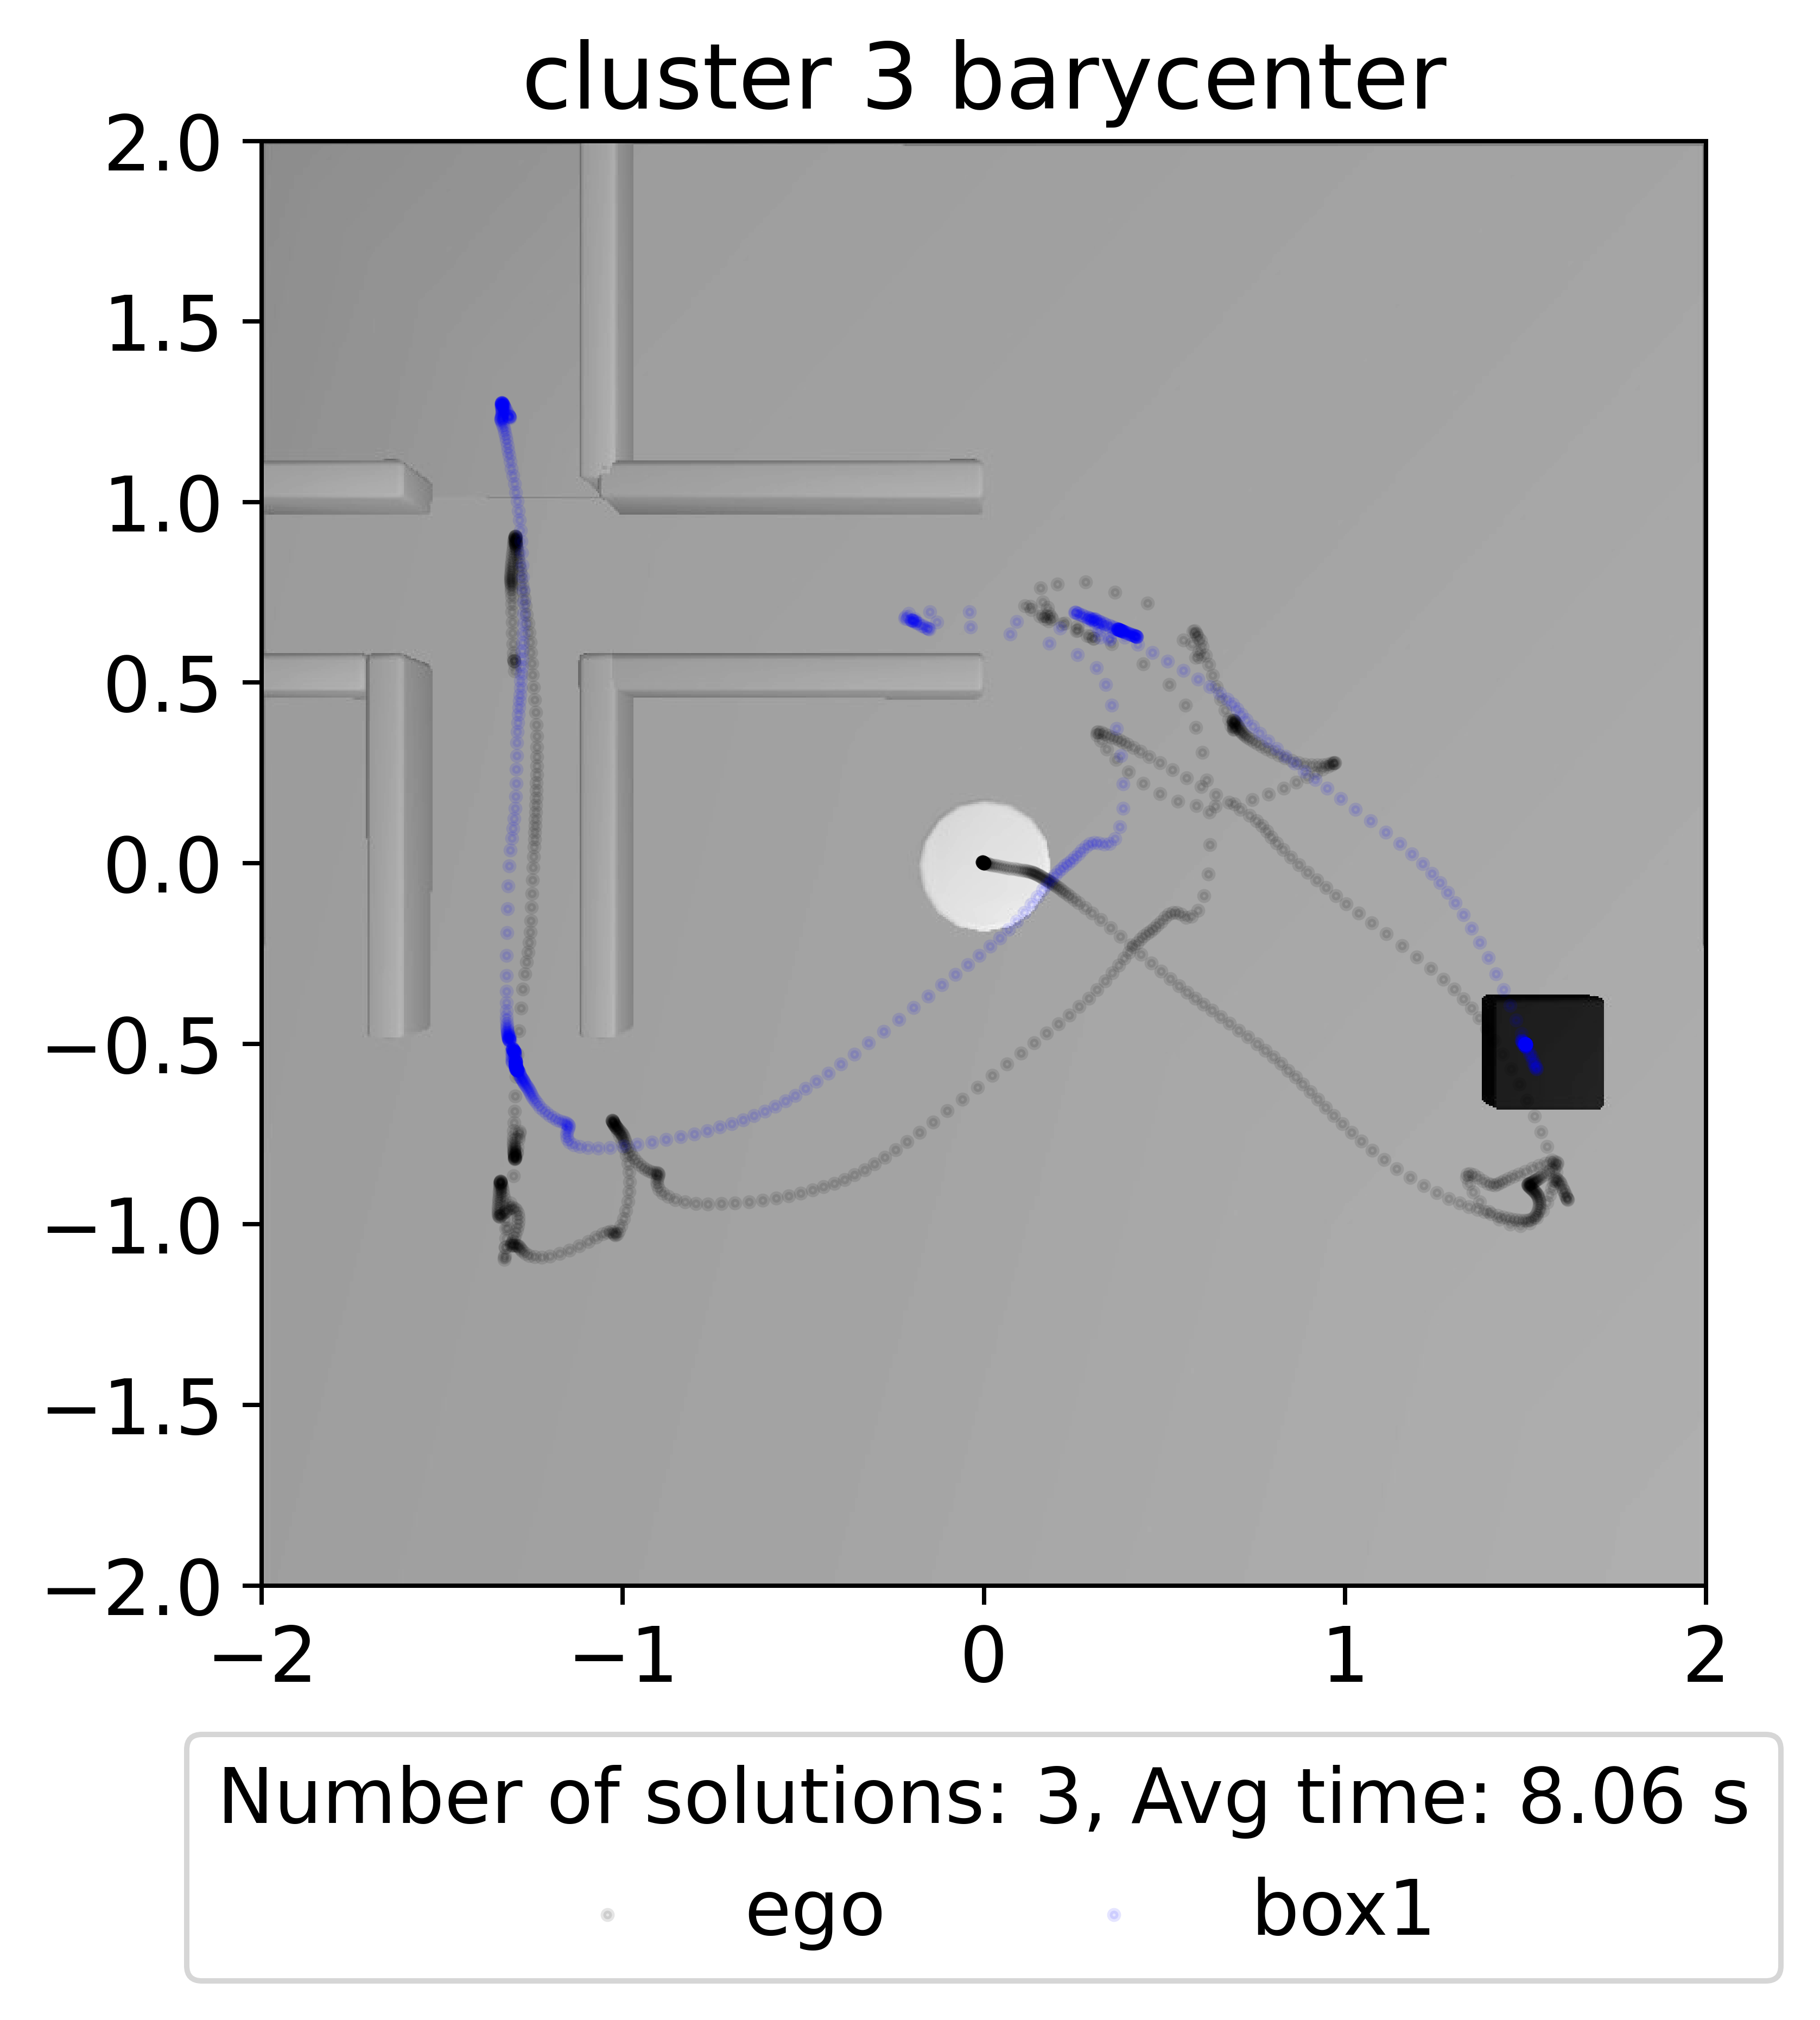 cluster 3 barycenter
2.0
1.5
1.0
0.5
0.0
−0.5
−1.0
−1.5
−2.0
−2 −1 0 1 2
Number of solutions: 3, Avg time: 8.06 s
ego box1